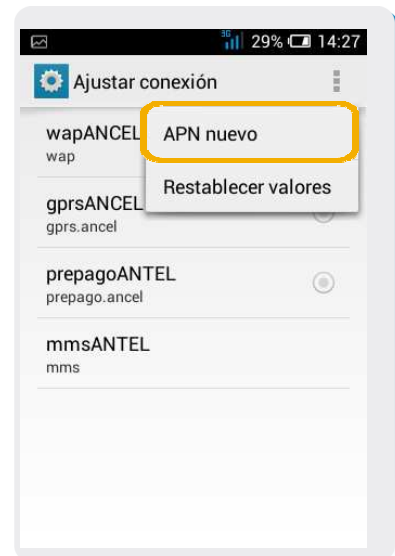 3G 29% 14:27
Ajustar conexión
wapANCEL
wap
APN nuevo
Restablecer valores
gprsANCEL
gprs.ancel
prepagoANTEL
prepago.ancel
mmsANTEL
mms